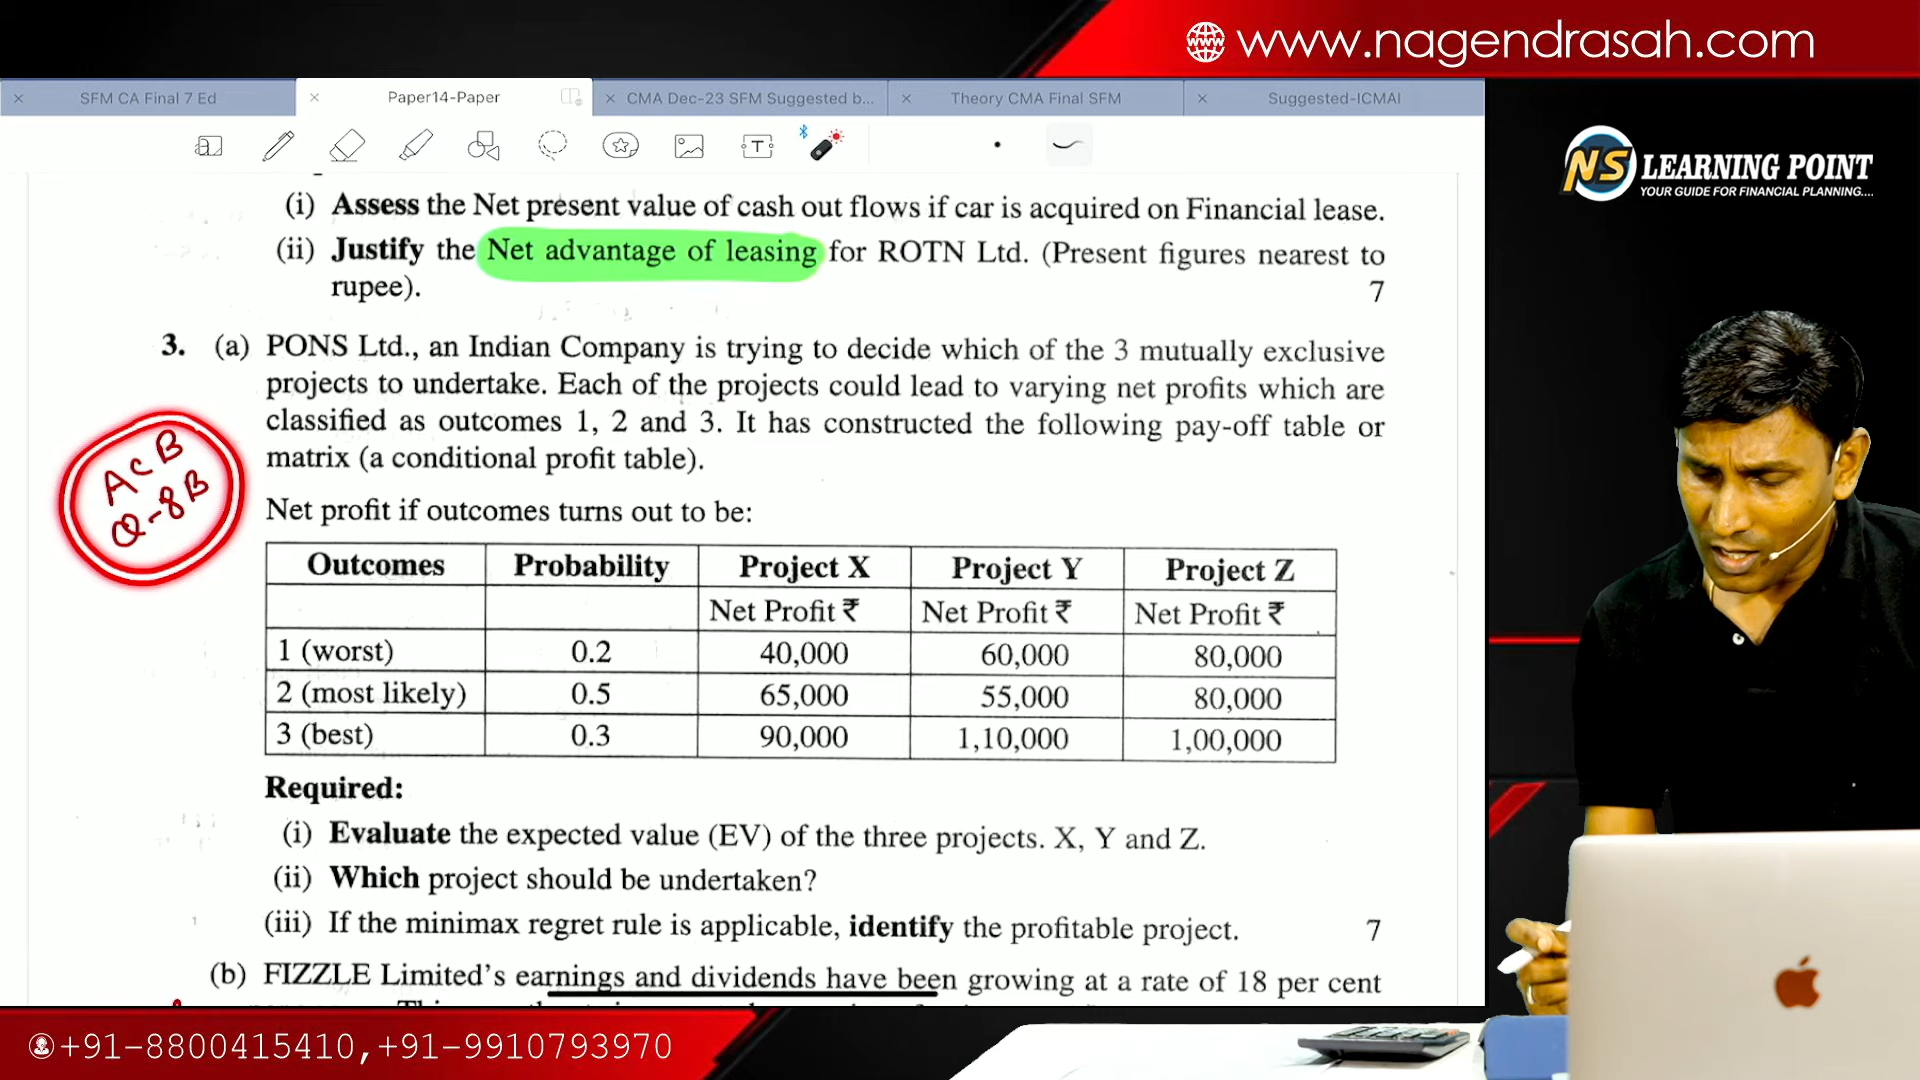 www.nagendrasah.com
SFM CA Final 7 Ed
Paper14-Paper
CMA Dec-23 SFM Suggested b...
Theory CMA Final SFM
Suggested-ICMAI
NS LEARNING POINT
YOUR GUIDE FOR FINANCIAL PLANNING....
(i) Assess the Net present value of cash out flows if car is acquired on Financial lease.
(ii) Justify the Net advantage of leasing for ROTN Ltd. (Present figures nearest to
rupee). 7
3. (a) PONS Ltd., an Indian Company is trying to decide which of the 3 mutually exclusive
projects to undertake. Each of the projects could lead to varying net profits which are
classified as outcomes 1, 2 and 3. It has constructed the following pay-off table or
matrix (a conditional profit table).
ACB
Q-8B
Net profit if outcomes turns out to be:
Outcomes Probability Project X Project Y Project Z
Net Profit ₹ Net Profit ₹ Net Profit ₹
1 (worst) 0.2 40,000 60,000 80,000
2 (most likely) 0.5 65,000 55,000 80,000
3 (best) 0.3 90,000 1,10,000 1,00,000
Required:
(i) Evaluate the expected value (EV) of the three projects. X, Y and Z.
(ii) Which project should be undertaken?
(iii) If the minimax regret rule is applicable, identify the profitable project. 7
(b) FIZZLE Limited's earnings and dividends have been growing at a rate of 18 per cent
+91-8800415410,+91-9910793970